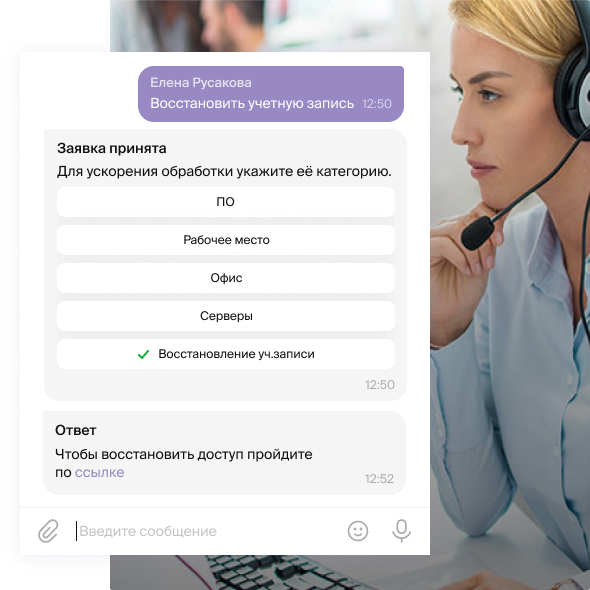 Елена Русакова
Восстановить учетную запись 12:50
Заявка принята
Для ускорения обработки укажите её категорию.
ПО
Рабочее место
Офис
Серверы
Восстановление уч.записи
12:50
Ответ
Чтобы восстановить доступ пройдите
по ссылке
12:52
Введите сообщение